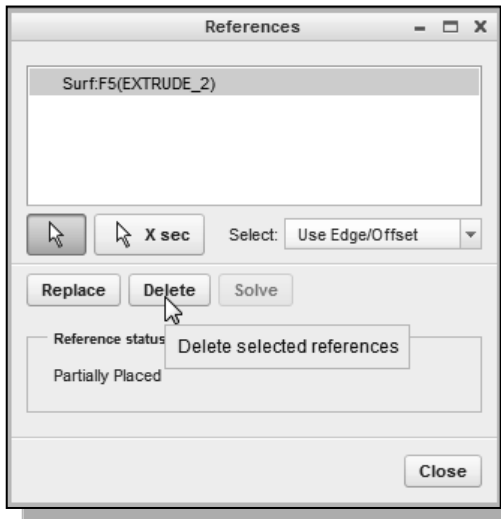 References
Surf:F5(EXTRUDE_2)
X sec Select: Use Edge/Offset
Replace Delete Solve
Reference status
Delete selected references
Partially Placed
Close